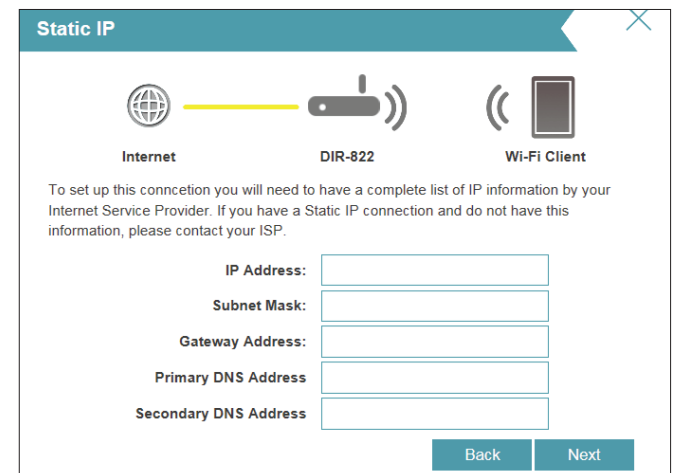 Static IP
Internet DIR-822 Wi-Fi Client
To set up this conncetion you will need to have a complete list of IP information by your
Internet Service Provider. If you have a Static IP connection and do not have this
information, please contact your ISP.
IP Address:
Subnet Mask:
Gateway Address:
Primary DNS Address
Secondary DNS Address
Back Next